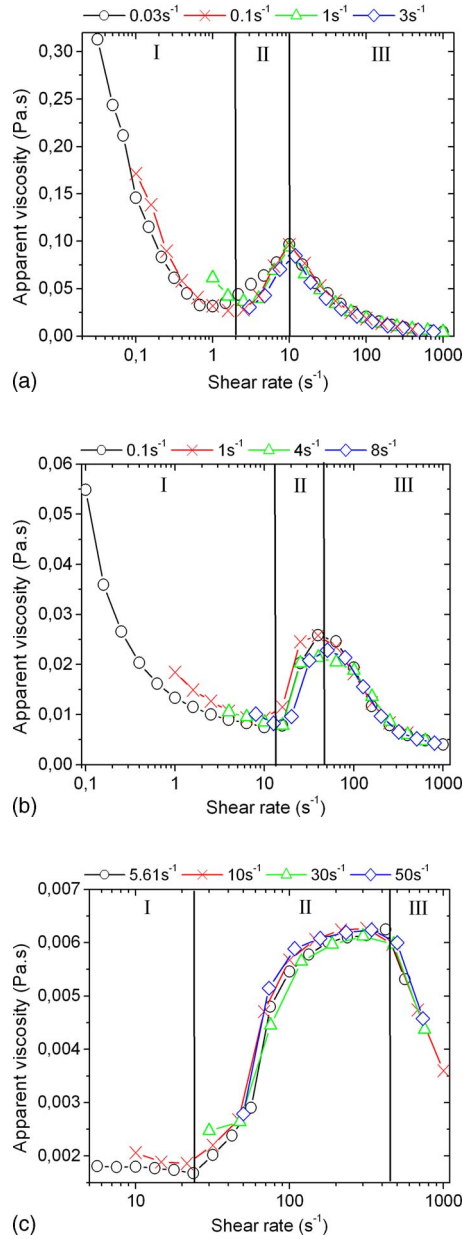 0.03s⁻¹ 0.1s⁻¹ 1s⁻¹ 3s⁻¹
I II III
0,30
0,25
0,20
0,15
0,10
0,05
0,00
Apparent viscosity (Pa.s)
0,1 1 10 100 1000
Shear rate (s⁻¹)
(a)
0.1s⁻¹ 1s⁻¹ 4s⁻¹ 8s⁻¹
I II III
0,06
0,05
0,04
0,03
0,02
0,01
0,00
Apparent viscosity (Pa.s)
0,1 1 10 100 1000
Shear rate (s⁻¹)
(b)
5.61s⁻¹ 10s⁻¹ 30s⁻¹ 50s⁻¹
I II III
0,007
0,006
0,005
0,004
0,003
0,002
Apparent viscosity (Pa.s)
10 100 1000
Shear rate (s⁻¹)
(c)